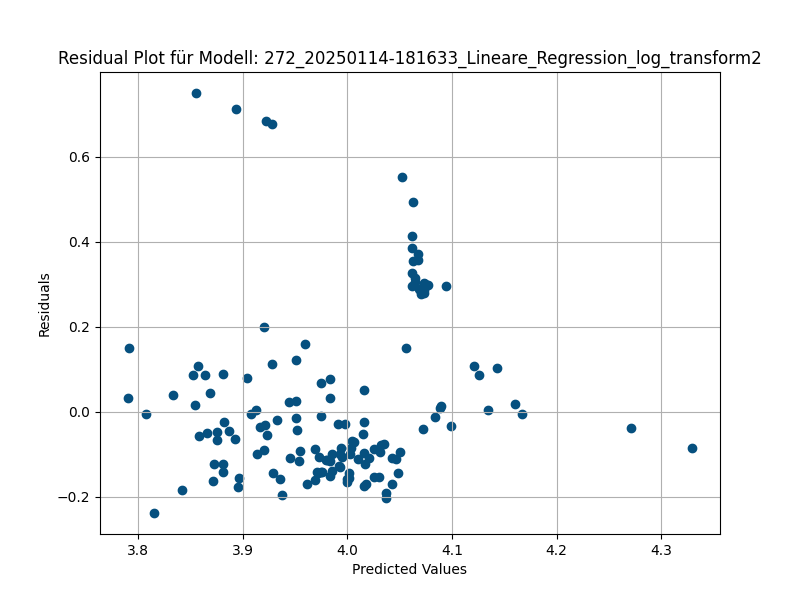 Residual Plot für Modell: 272_20250114-181633_Lineare_Regression_log_transform2
0.6
0.4
0.2
0.0
−0.2
Residuals
3.8 3.9 4.0 4.1 4.2 4.3
Predicted Values